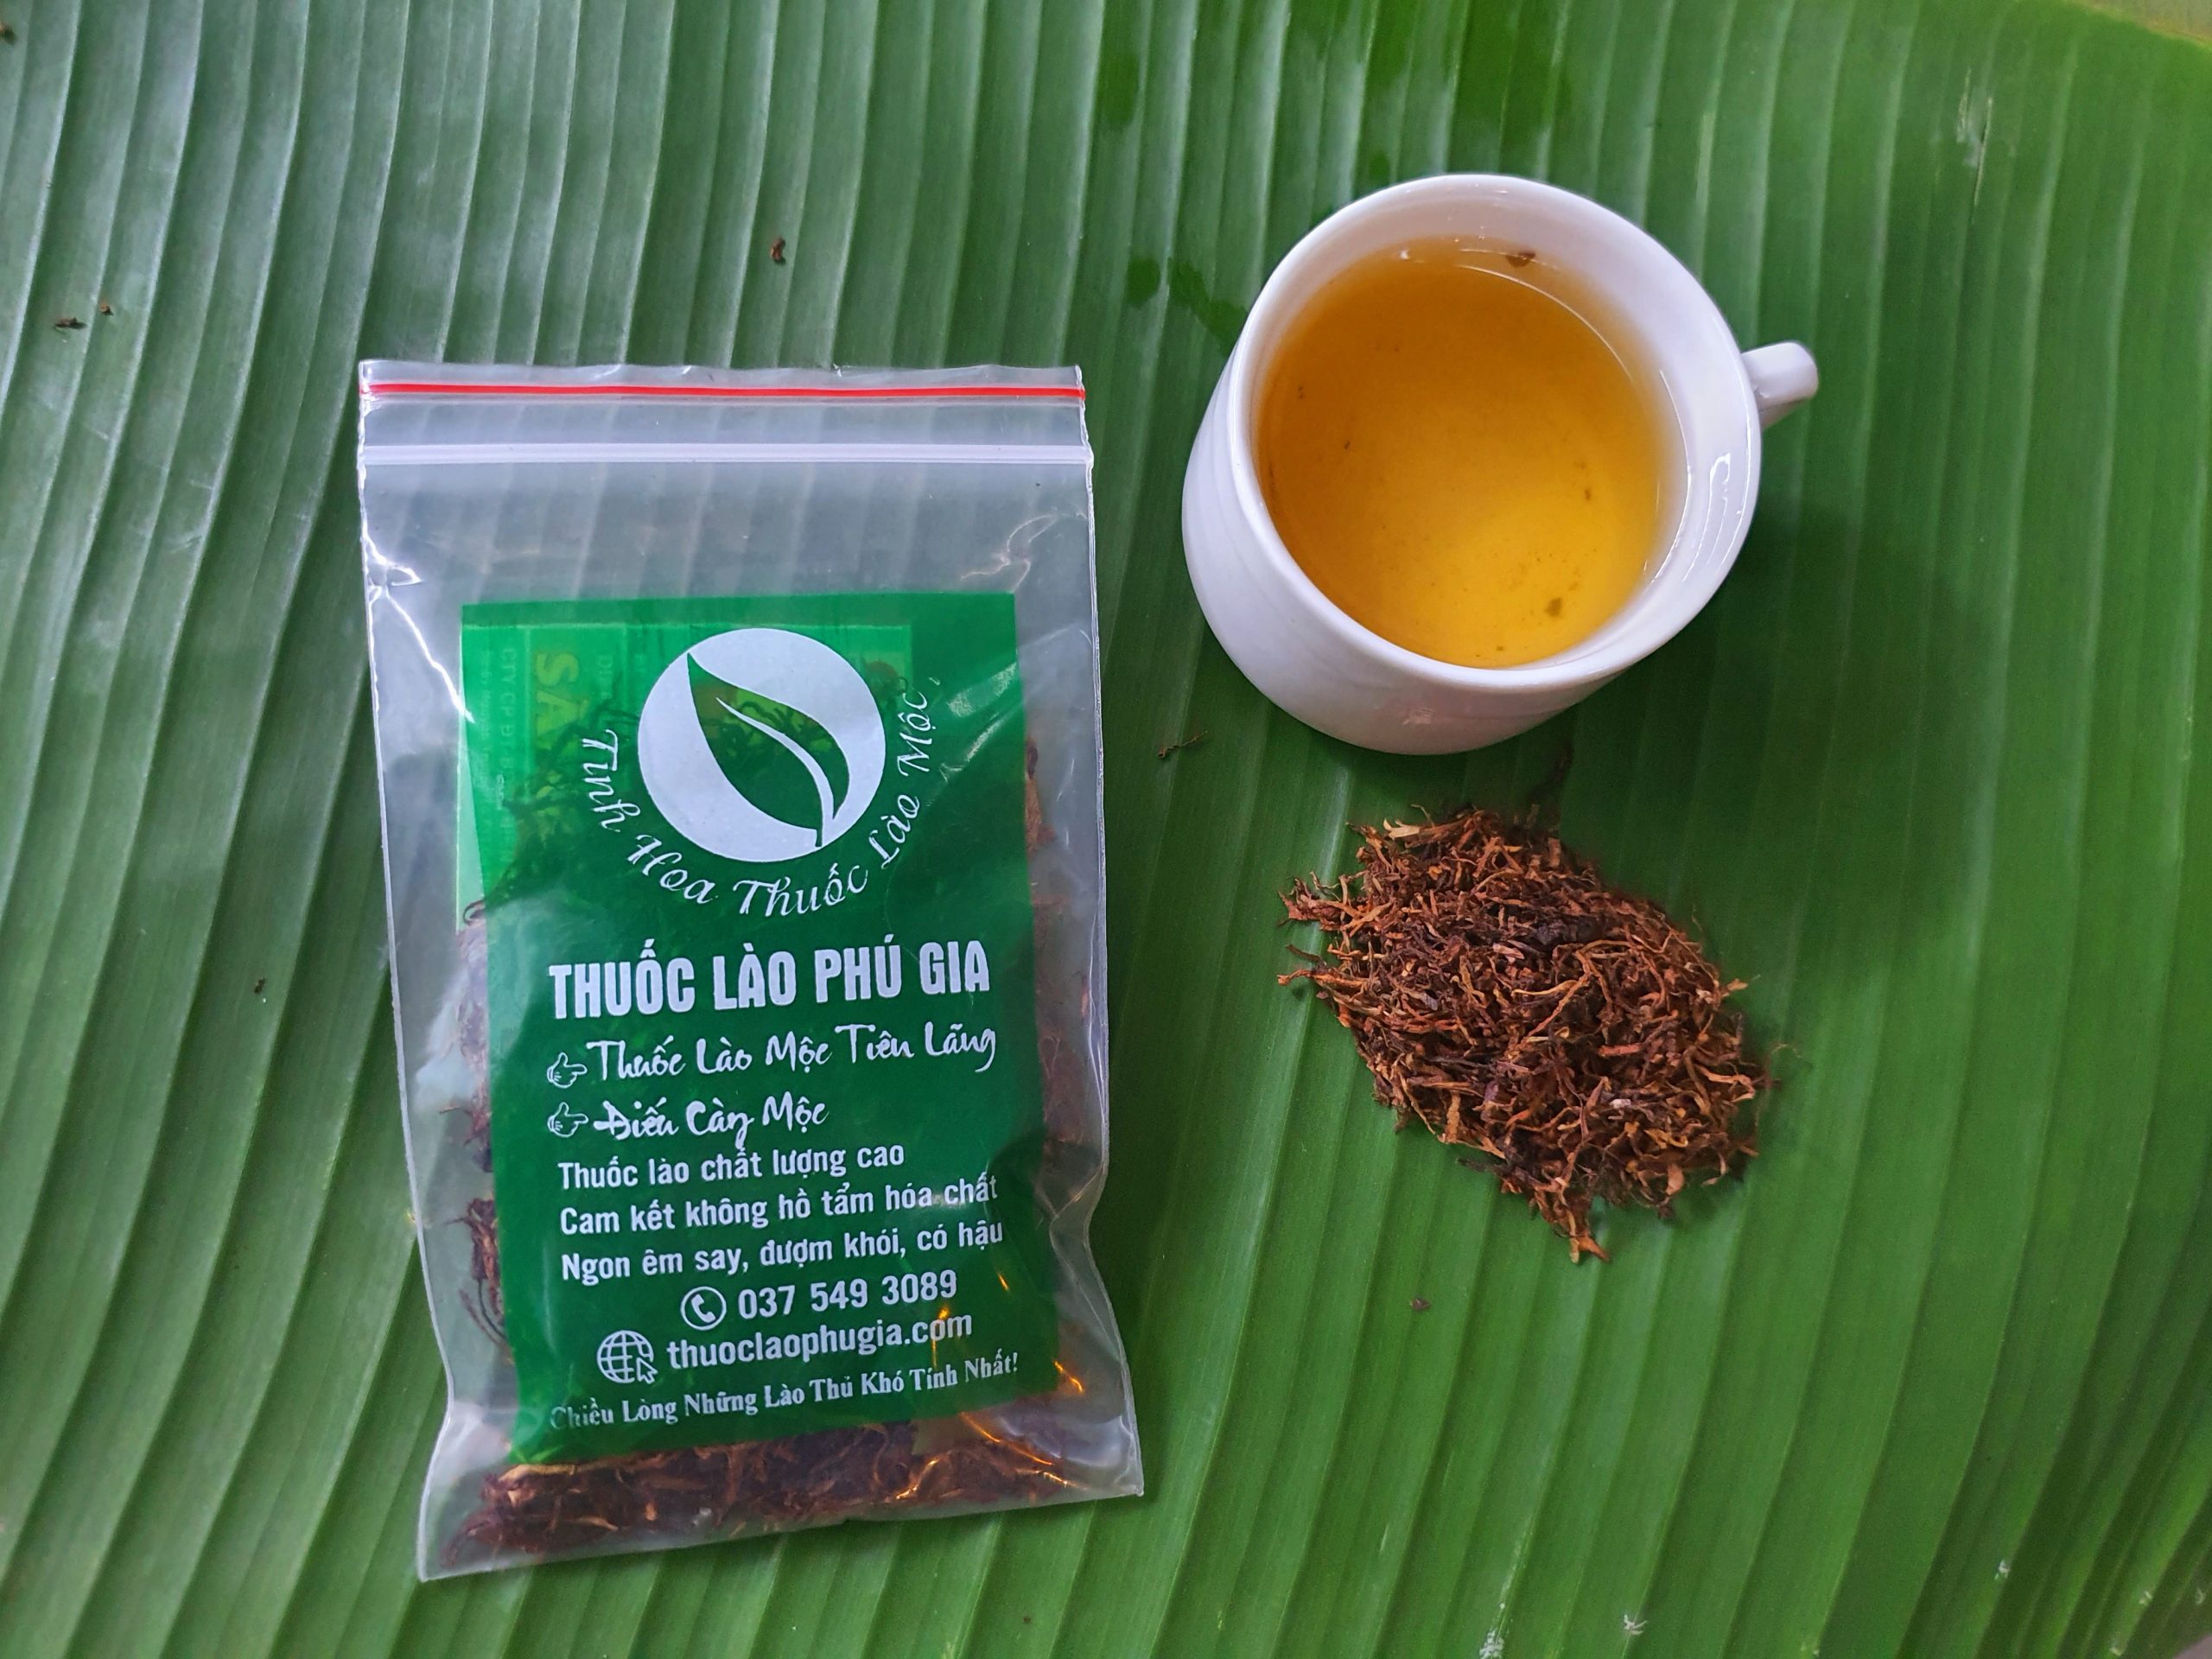 Tinh Hoa Thuốc Lào Mộc
THUỐC LÀO PHÚ GIA
Thuốc Lào Mộc Tiên Lãng
Điếu Cày Mộc
Thuốc lào chất lượng cao
Cam kết không hồ tẩm hóa chất
Ngon êm say, đượm khói, có hậu
037 549 3089
thuoclaophugia.com
Chiều Lòng Những Lào Thủ Khó Tính Nhất!